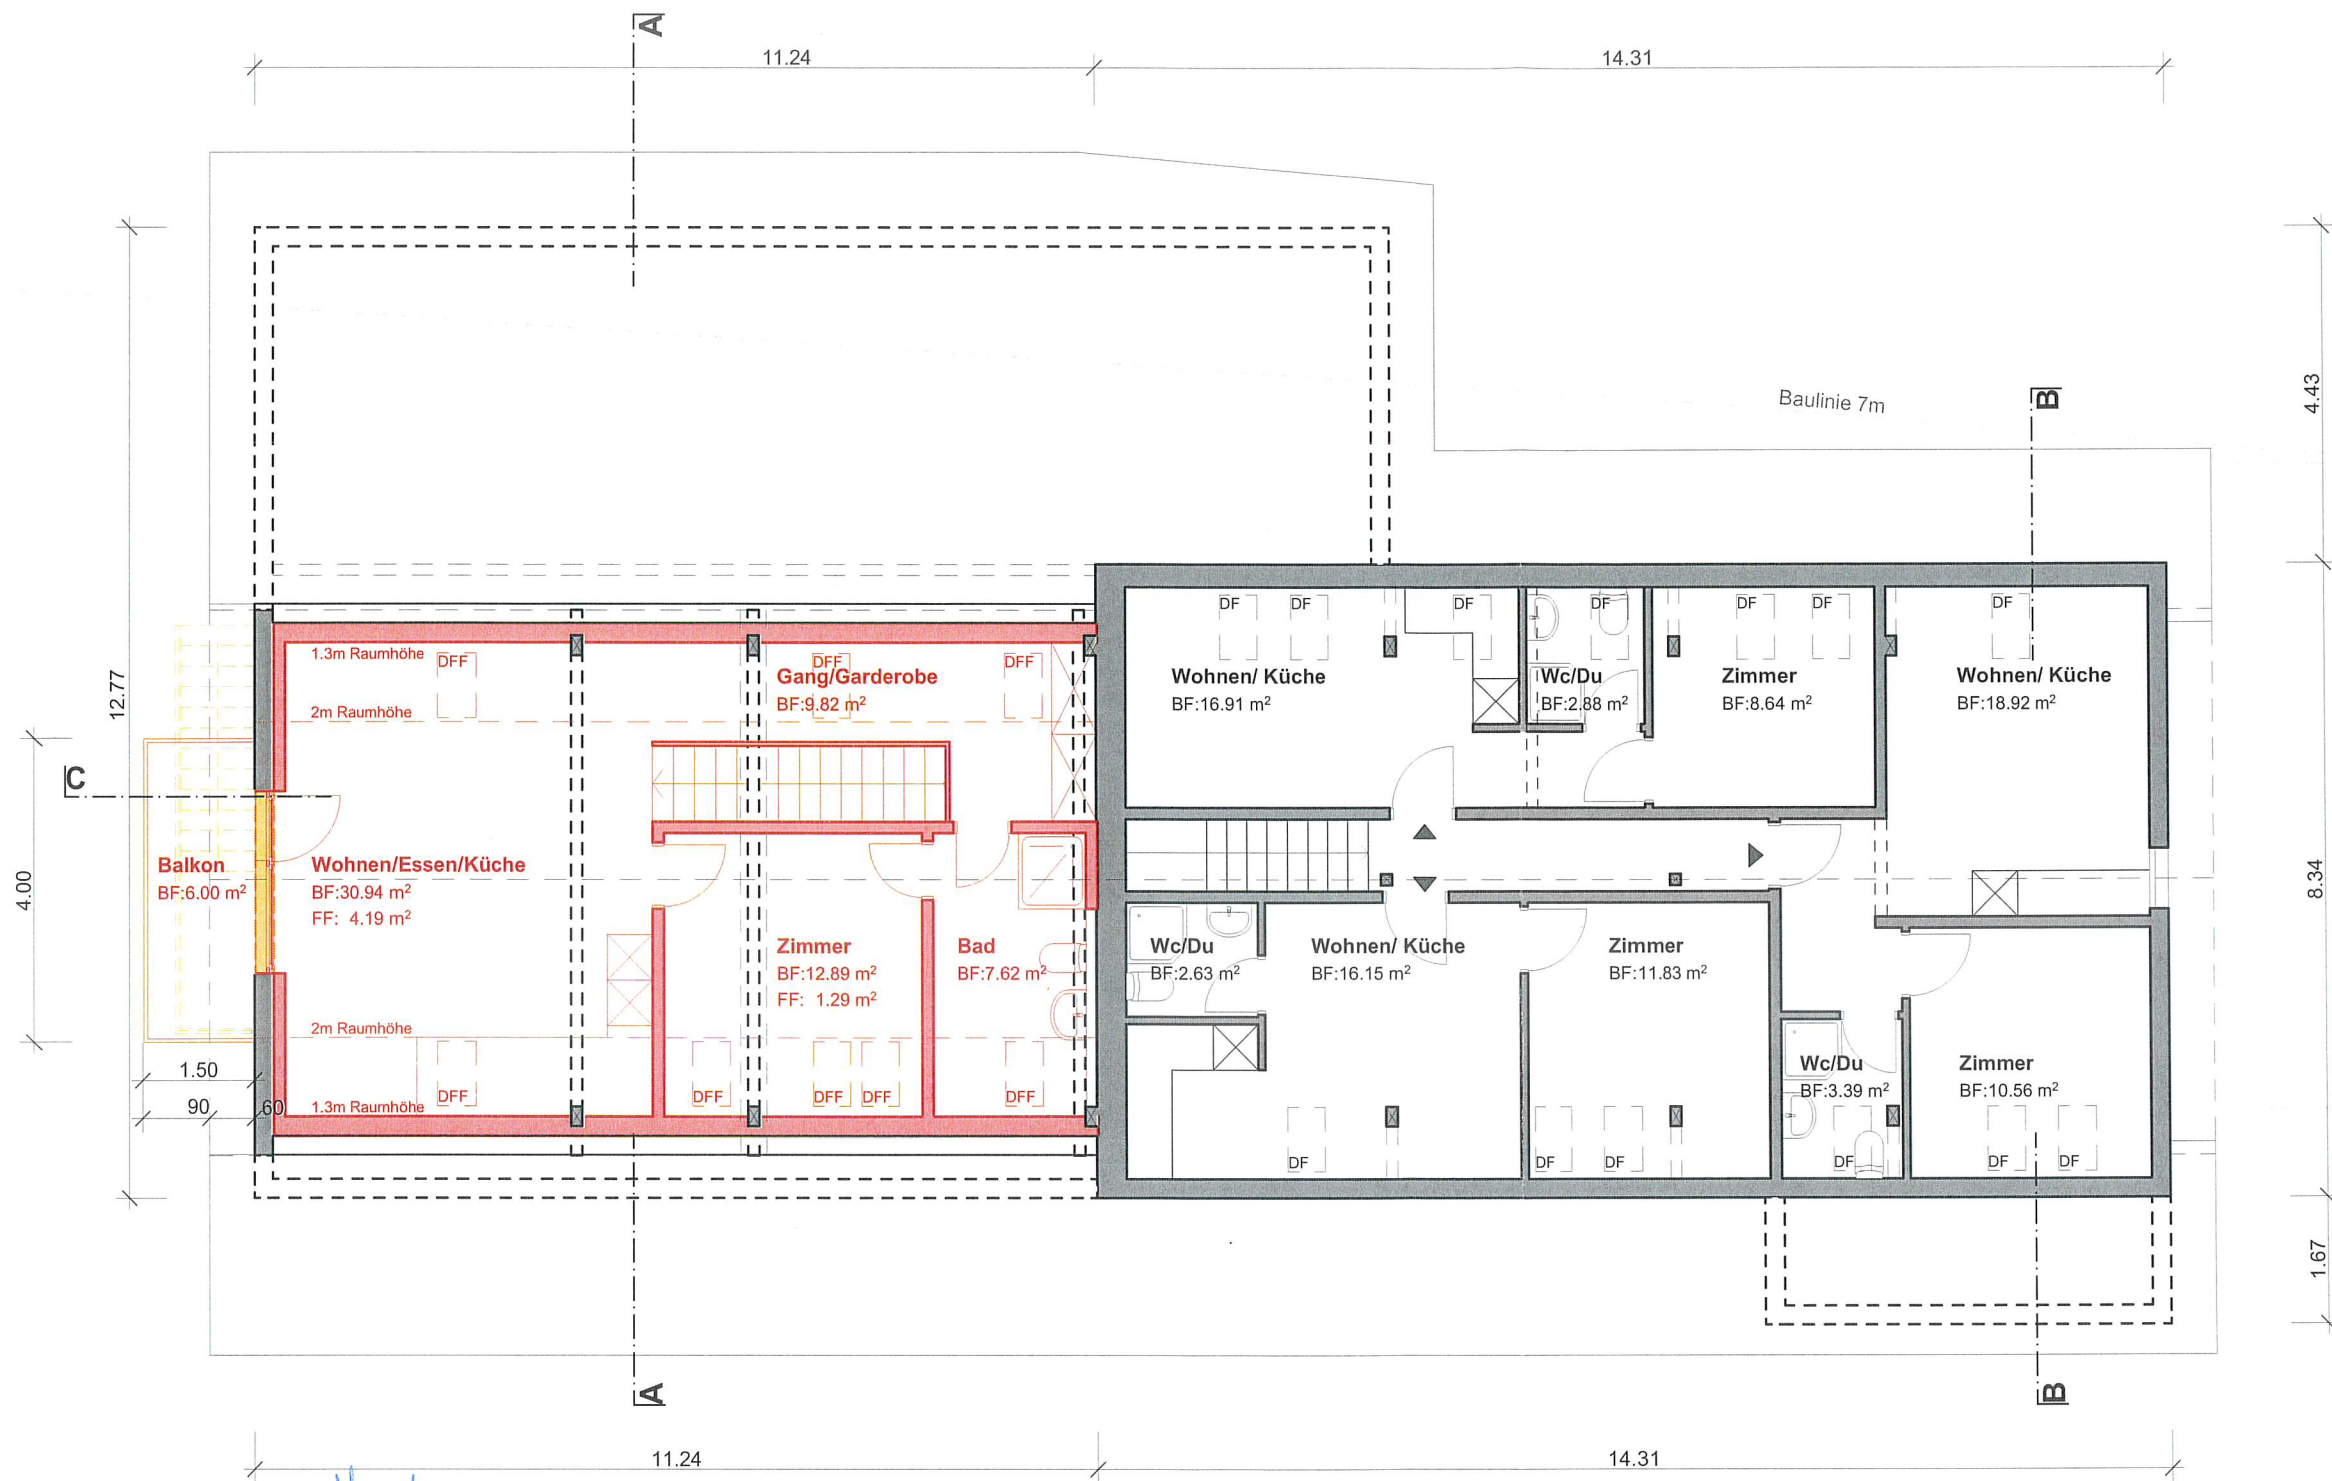 A
11.24
14.31
4.43
Baulinie 7m
B
12.77
DF
DF
DF
DF
DF
DF
DF
1.3m Raumhöhe
DFF
DFF
DFF
Gang/Garderobe
BF:9.82 m²
2m Raumhöhe
Wohnen/ Küche
BF:16.91 m²
Wc/Du
BF:2.88 m²
Zimmer
BF:8.64 m²
Wohnen/ Küche
BF:18.92 m²
C
4.00
Balkon
BF:6.00 m²
Wohnen/Essen/Küche
BF:30.94 m²
FF: 4.19 m²
8.34
Zimmer
BF:12.89 m²
FF: 1.29 m²
Bad
BF:7.62 m²
Wc/Du
BF:2.63 m²
Wohnen/ Küche
BF:16.15 m²
Zimmer
BF:11.83 m²
2m Raumhöhe
Wc/Du
BF:3.39 m²
Zimmer
BF:10.56 m²
1.50
90
60
1.3m Raumhöhe
DFF
DFF
DFF
DFF
DFF
DF
DF
DF
DF
DF
DF
1.67
A
B
11.24
14.31